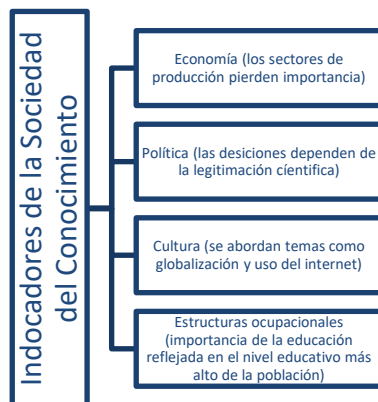 Indocadores de la Sociedad
del Conocimiento
Economía (los sectores de
producción pierden importancia)
Política (las desiciones dependen de
la legitimación científica)
Cultura (se abordan temas como
globalización y uso del internet)
Estructuras ocupacionales
(importancia de la educación
reflejada en el nivel educativo más
alto de la población)